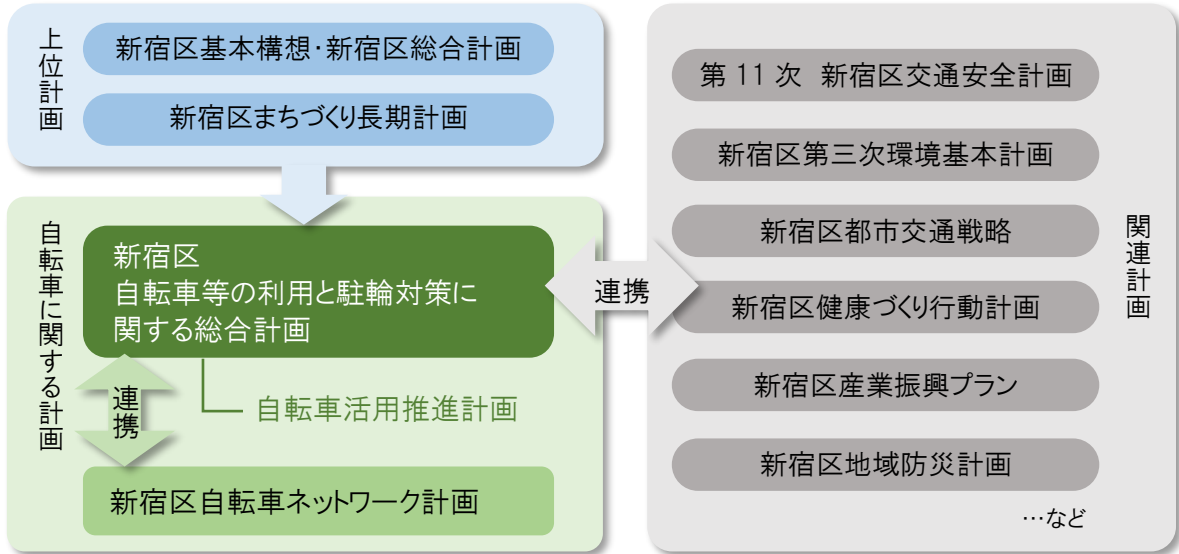 上位計画
新宿区基本構想・新宿区総合計画
新宿区まちづくり長期計画
自転車に関する計画
新宿区
自転車等の利用と駐輪対策に
関する総合計画
連携
自転車活用推進計画
新宿区自転車ネットワーク計画
連携
関連計画
第 11 次 新宿区交通安全計画
新宿区第三次環境基本計画
新宿区都市交通戦略
新宿区健康づくり行動計画
新宿区産業振興プラン
新宿区地域防災計画
…など